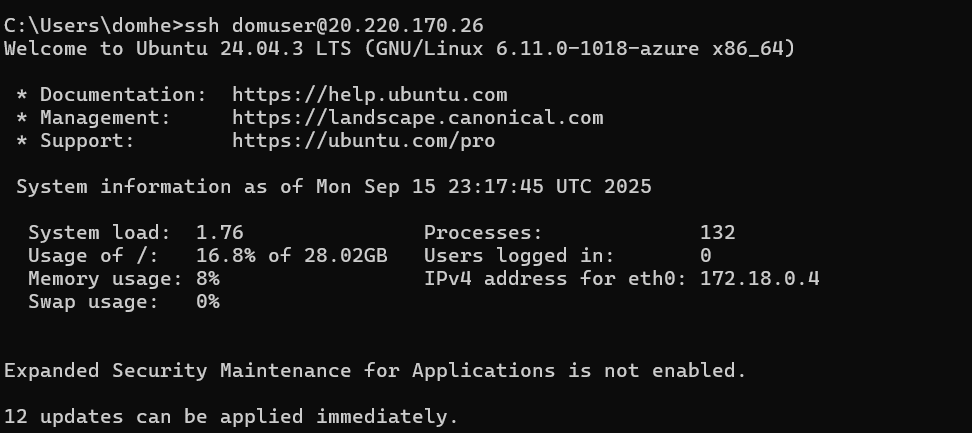 C:\Users\domhe>ssh domuser@20.220.170.26
Welcome to Ubuntu 24.04.3 LTS (GNU/Linux 6.11.0-1018-azure x86_64)
* Documentation:  https://help.ubuntu.com
* Management:     https://landscape.canonical.com
* Support:        https://ubuntu.com/pro
System information as of Mon Sep 15 23:17:45 UTC 2025
System load:  1.76               Processes:             132
Usage of /:   16.8% of 28.02GB   Users logged in:       0
Memory usage: 8%                 IPv4 address for eth0: 172.18.0.4
Swap usage:   0%
Expanded Security Maintenance for Applications is not enabled.
12 updates can be applied immediately.